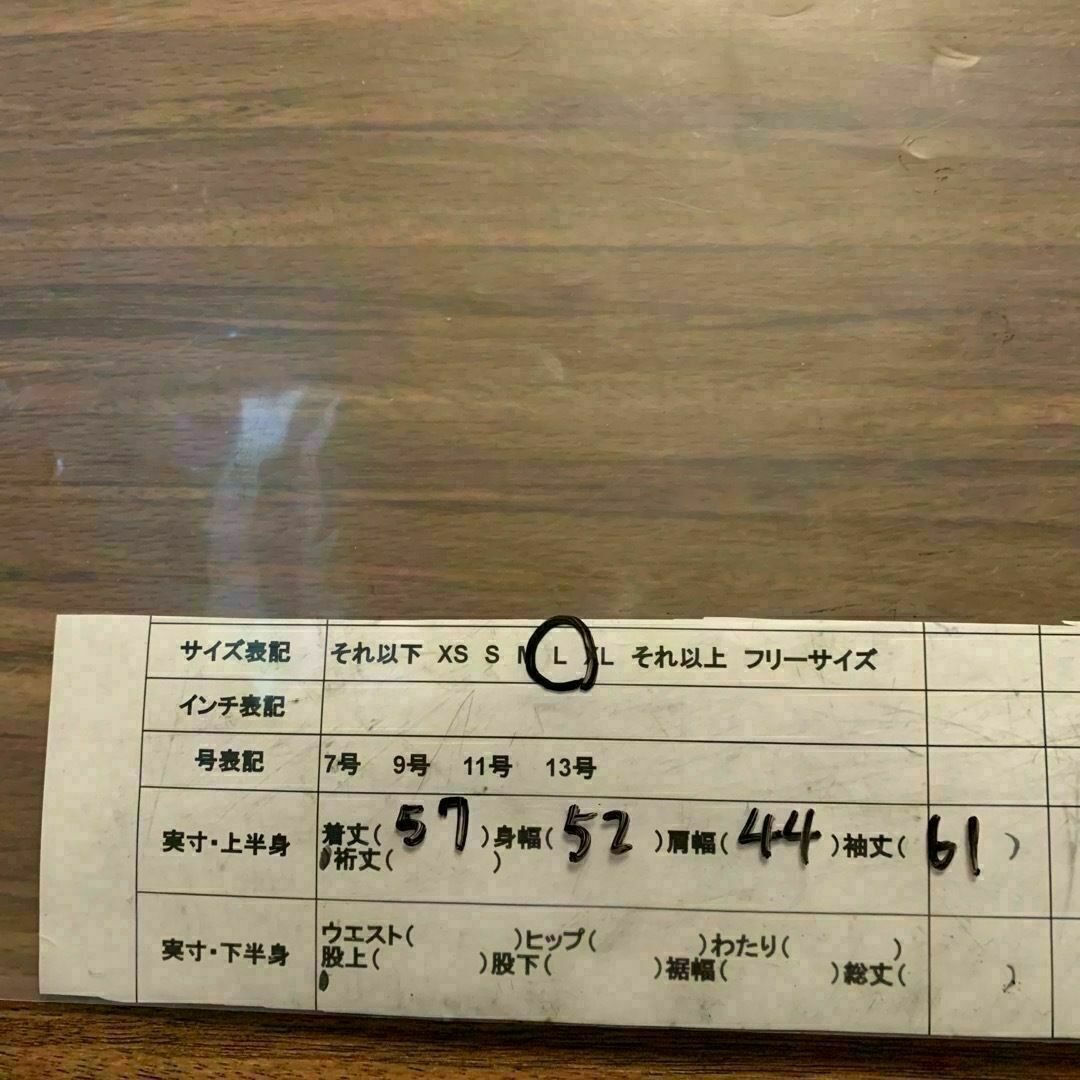 サイズ表記 それ以下 XS S M L XL それ以上 フリーサイズ
インチ表記
号表記 7号 9号 11号 13号
実寸・上半身 着丈( 57 )身幅( 52 )肩幅( 44 )袖丈( 61 )
裄丈( )
実寸・下半身 ウエスト( )ヒップ( )わたり( )
股上( )股下( )裾幅( )総丈( )